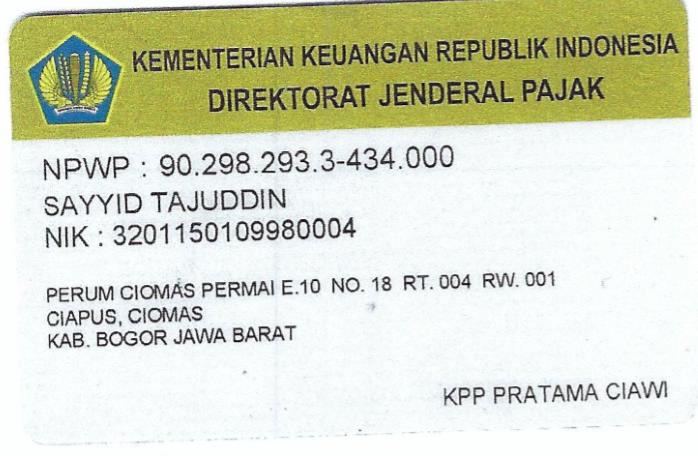 KEMENTERIAN KEUANGAN REPUBLIK INDONESIA
DIREKTORAT JENDERAL PAJAK
NPWP : 90.298.293.3-434.000
SAYYID TAJUDDIN
NIK : 3201150109980004
PERUM CIOMAS PERMAI E.10 NO. 18 RT. 004 RW. 001
CIAPUS, CIOMAS
KAB. BOGOR JAWA BARAT
KPP PRATAMA CIAWI